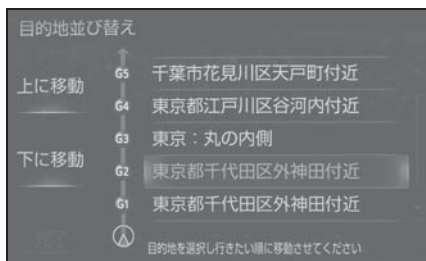 目的地並び替え
上に移動
下に移動
G5 千葉市花見川区天戸町付近
G4 東京都江戸川区谷河内付近
G3 東京：丸の内側
G2 東京都千代田区外神田付近
G1 東京都千代田区外神田付近
目的地を選択し行きたい順に移動させてください